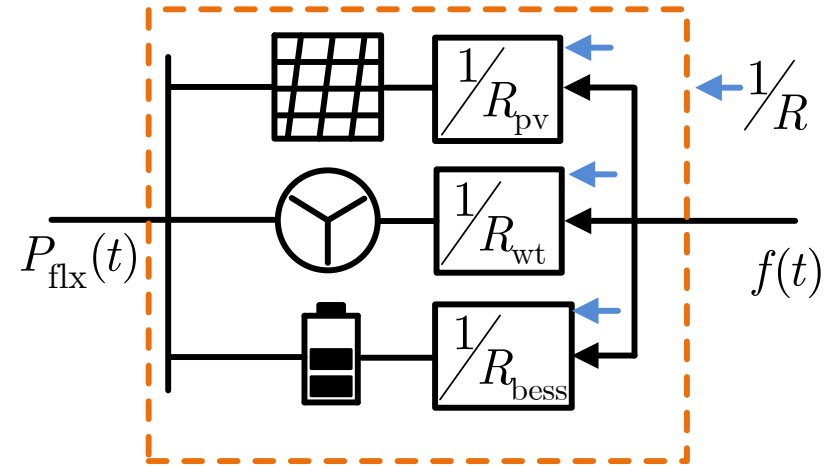 1/R_pv
1/R
1/R_wt
P_flx(t)
f(t)
1/R_bess